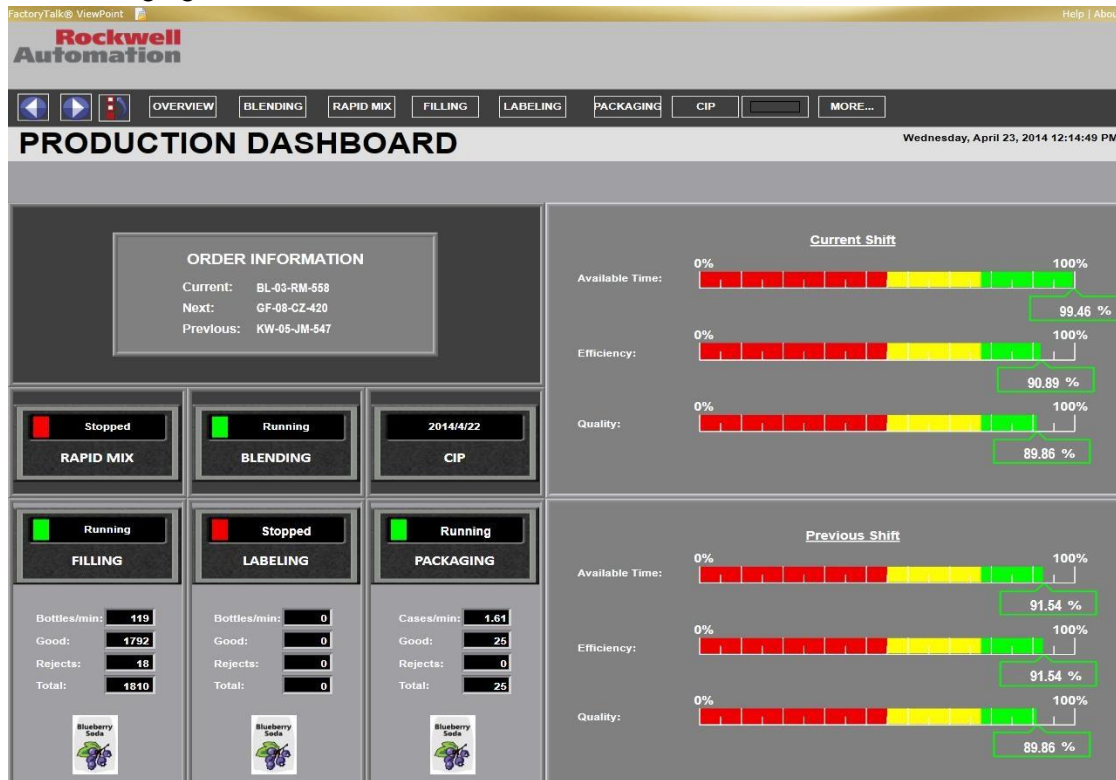 FactoryTalk® ViewPoint
Help | Abou
Rockwell
Automation
OVERVIEW BLENDING RAPID MIX FILLING LABELING PACKAGING CIP MORE...
PRODUCTION DASHBOARD
Wednesday, April 23, 2014 12:14:49 PM
ORDER INFORMATION
Current: BL-03-RM-558
Next: GF-08-CZ-420
Previous: KW-05-JM-547
Stopped
RAPID MIX
Running
BLENDING
2014/4/22
CIP
Running
FILLING
Bottles/min: 119
Good: 1792
Rejects: 18
Total: 1810
Blueberry
Soda
Stopped
LABELING
Bottles/min: 0
Good: 0
Rejects: 0
Total: 0
Blueberry
Soda
Running
PACKAGING
Cases/min: 1.61
Good: 25
Rejects: 0
Total: 25
Blueberry
Soda
Current Shift
0% 100%
Available Time:
99.46 %
0% 100%
Efficiency:
90.89 %
0% 100%
Quality:
89.86 %
Previous Shift
0% 100%
Available Time:
91.54 %
0% 100%
Efficiency:
91.54 %
0% 100%
Quality:
89.86 %